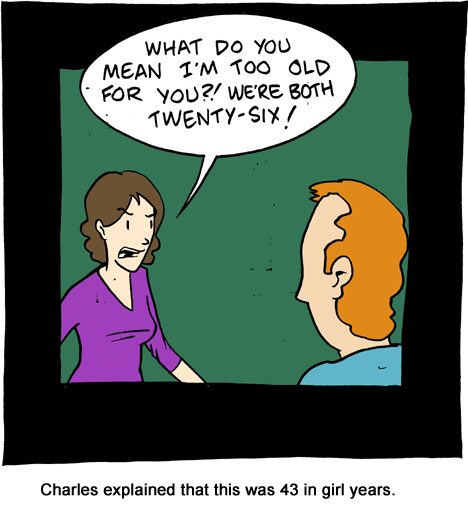 WHAT DO YOU
MEAN I'M TOO OLD
FOR YOU?! WE'RE BOTH
TWENTY-SIX!
Charles explained that this was 43 in girl years.